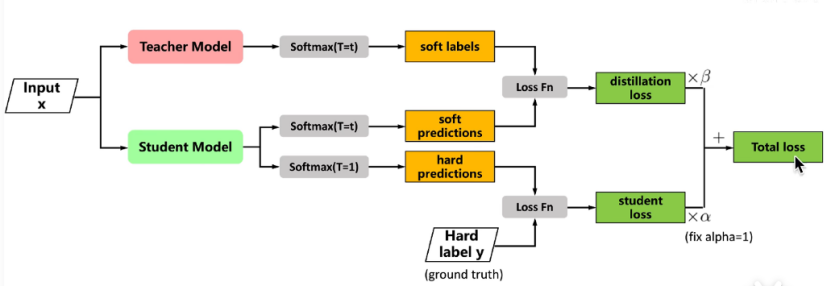 Teacher Model
Softmax(T=t)
soft labels
Input
x
Loss Fn
distillation
loss
×β
Student Model
Softmax(T=t)
soft
predictions
Softmax(T=1)
hard
predictions
+
Total loss
Loss Fn
student
loss
×α
(fix alpha=1)
Hard
label y
(ground truth)